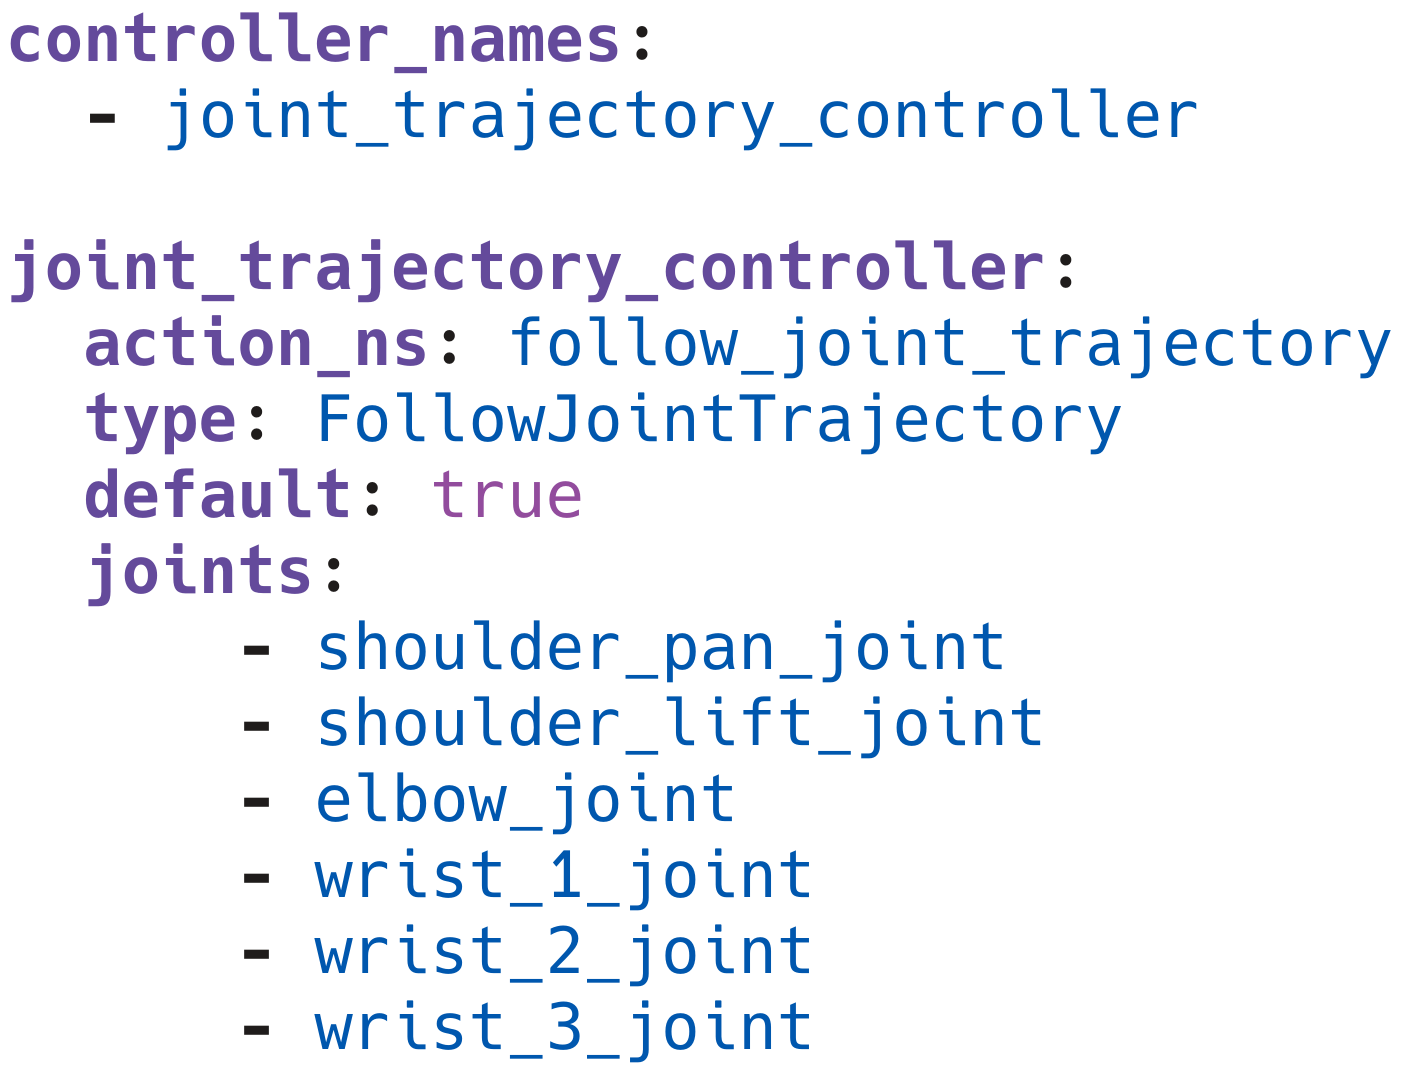 controller_names:
  - joint_trajectory_controller

joint_trajectory_controller:
  action_ns: follow_joint_trajectory
  type: FollowJointTrajectory
  default: true
  joints:
      - shoulder_pan_joint
      - shoulder_lift_joint
      - elbow_joint
      - wrist_1_joint
      - wrist_2_joint
      - wrist_3_joint